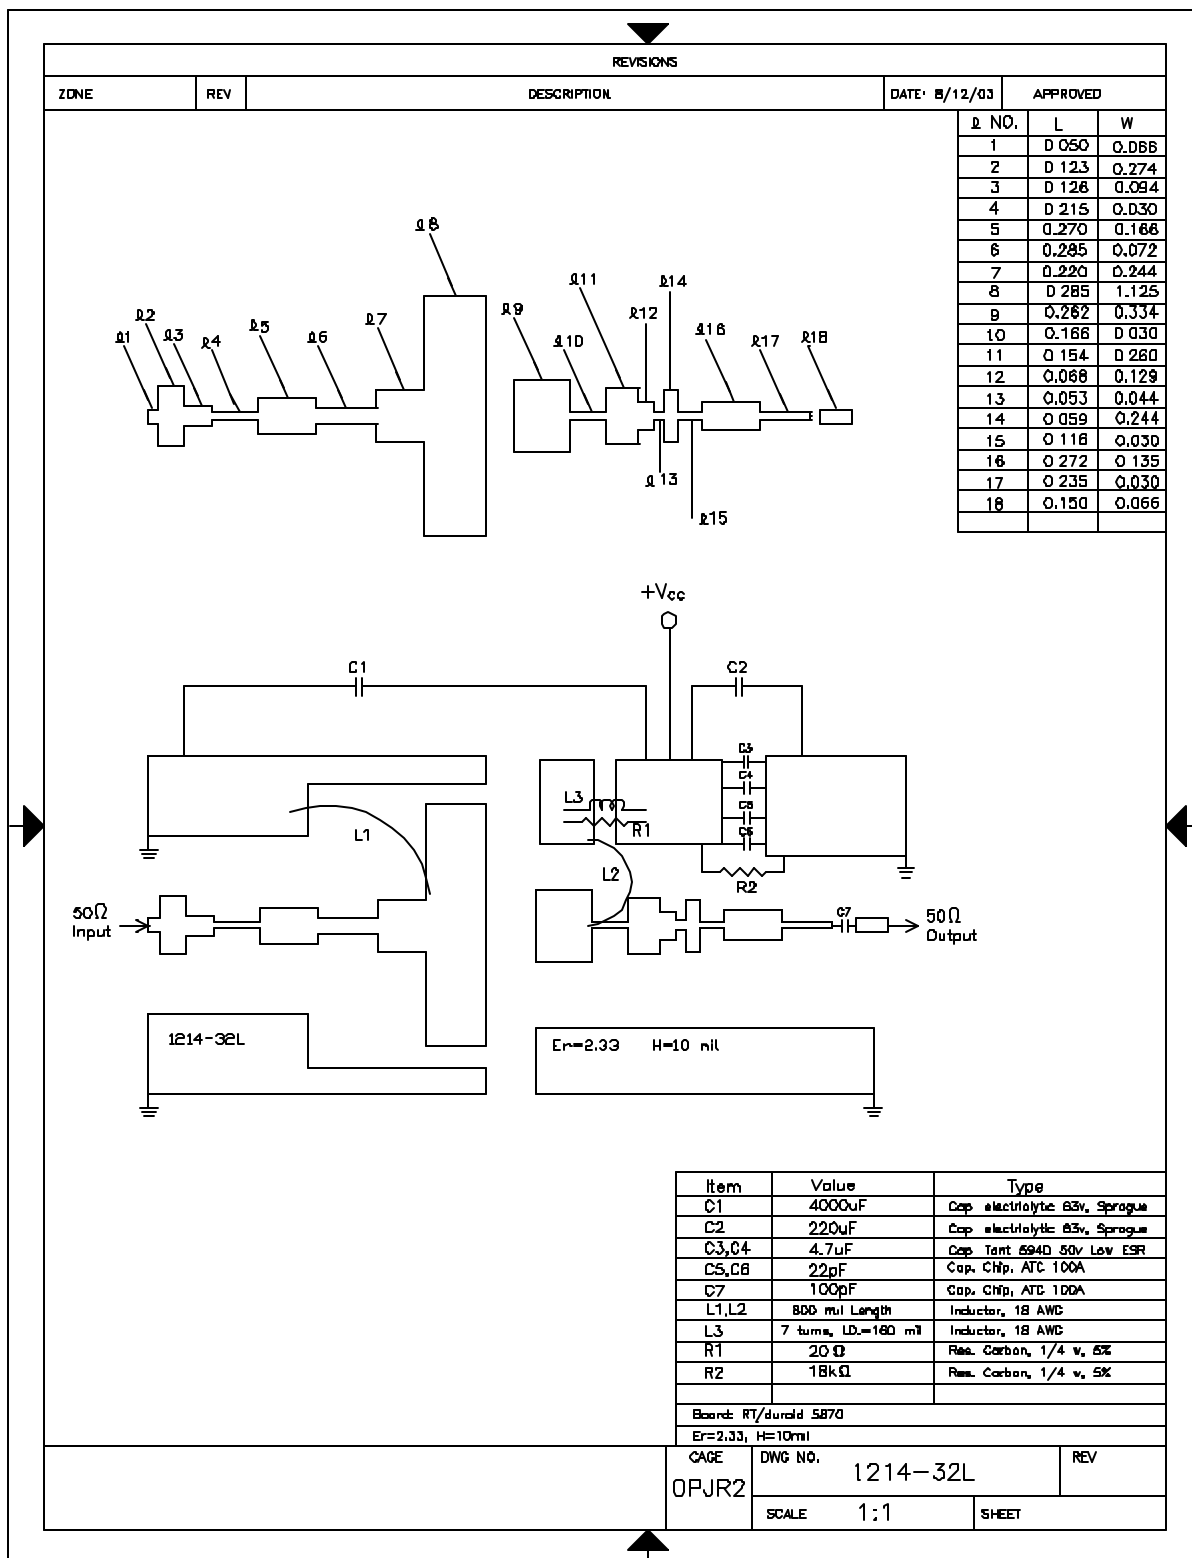 REVISIONS
ZONE REV DESCRIPTION DATE: 8/12/03 APPROVED
ℓ NO. L W
1 0.050 0.066
2 0.123 0.274
3 0.126 0.094
4 0.215 0.030
5 0.270 0.166
6 0.285 0.072
7 0.220 0.244
8 0.285 1.125
9 0.262 0.334
10 0.166 0.030
11 0.154 0.260
12 0.068 0.129
13 0.053 0.044
14 0.059 0.244
15 0.116 0.030
16 0.272 0.135
17 0.235 0.030
18 0.150 0.066
ℓ8
ℓ11 ℓ14
ℓ2 ℓ5 ℓ7 ℓ9 ℓ12
ℓ1 ℓ3 ℓ4 ℓ6 ℓ10 ℓ16 ℓ17 ℓ18
ℓ13
ℓ15
+Vcc
C1 C2
C3
C4
L3
C5
L1 R1 C6
L2 R2
50Ω
Input
C7
50Ω
Output
1214-32L
Er=2.33 H=10 mil
Item Value Type
C1 4000uF Cap electriolytic 63v, Sprague
C2 220uF Cap electriolytic 63v, Sprague
C3,C4 4.7uF Cap Tant 594D 50v Low ESR
C5,C6 22pF Cap. Chip, ATC 100A
C7 100pF Cap. Chip, ATC 100A
L1,L2 800 mil Length Inductor, 18 AWG
L3 7 turns, I.D.=160 mil Inductor, 18 AWG
R1 20 Ω Res. Carbon, 1/4 w, 5%
R2 18kΩ Res. Carbon, 1/4 w, 5%
Board: RT/duroid 5870
Er=2.33, H=10mil
CAGE DWG NO. REV
0PJR2 1214-32L
SCALE 1:1 SHEET